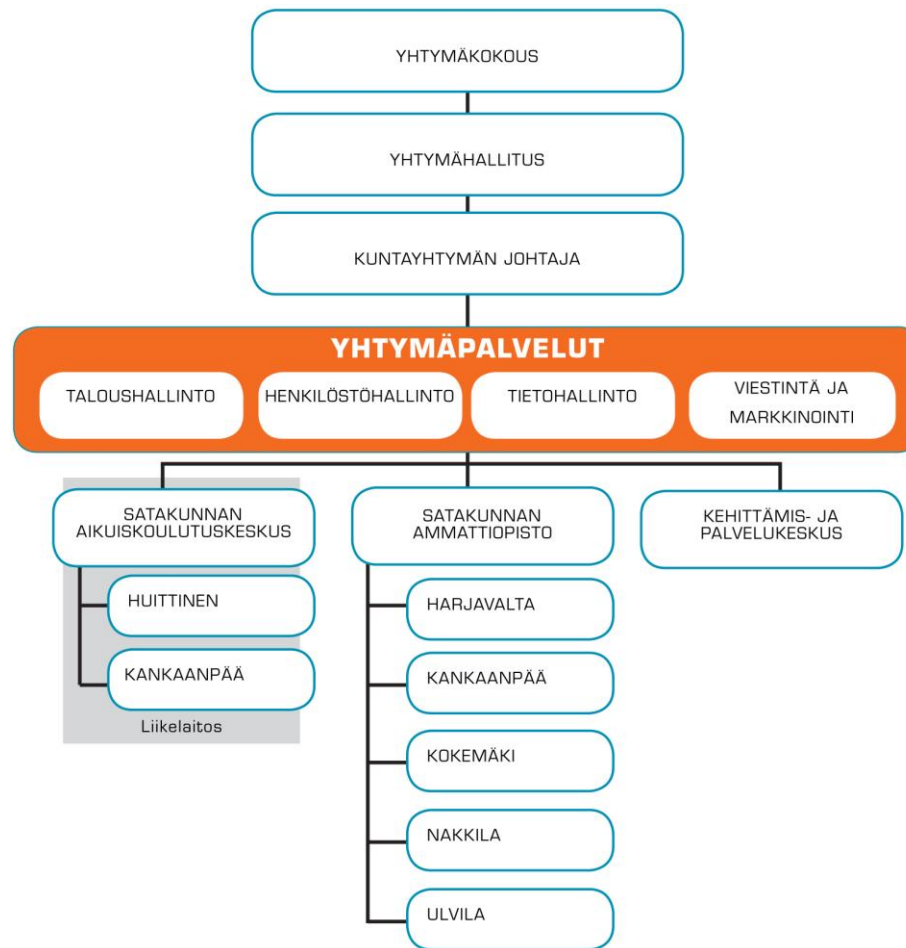 YHTYMÄKOKOUS
YHTYMÄHALLITUS
KUNTAYHTYMÄN JOHTAJA
YHTYMÄPALVELUT
TALOUSHALLINTO
HENKILÖSTÖHALLINTO
TIETOHALLINTO
VIESTINTÄ JA
MARKKINOINTI
SATAKUNNAN
AIKUISKOULUTUSKESKUS
HUITTINEN
KANKAANPÄÄ
Liikelaitos
SATAKUNNAN
AMMATTIOPISTO
HARJAVALTA
KANKAANPÄÄ
KOKEMÄKI
NAKKILA
ULVILA
KEHITTÄMIS- JA
PALVELUKESKUS